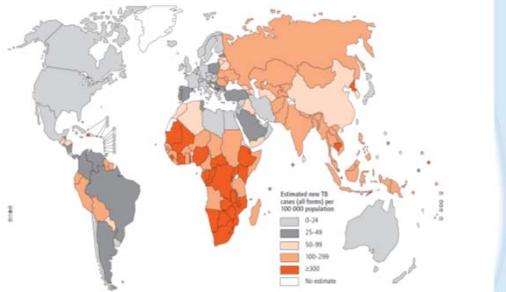 Estimated new TB
cases (all forms) per
100 000 population
0-24
25-49
50-99
100-299
≥300
No estimate